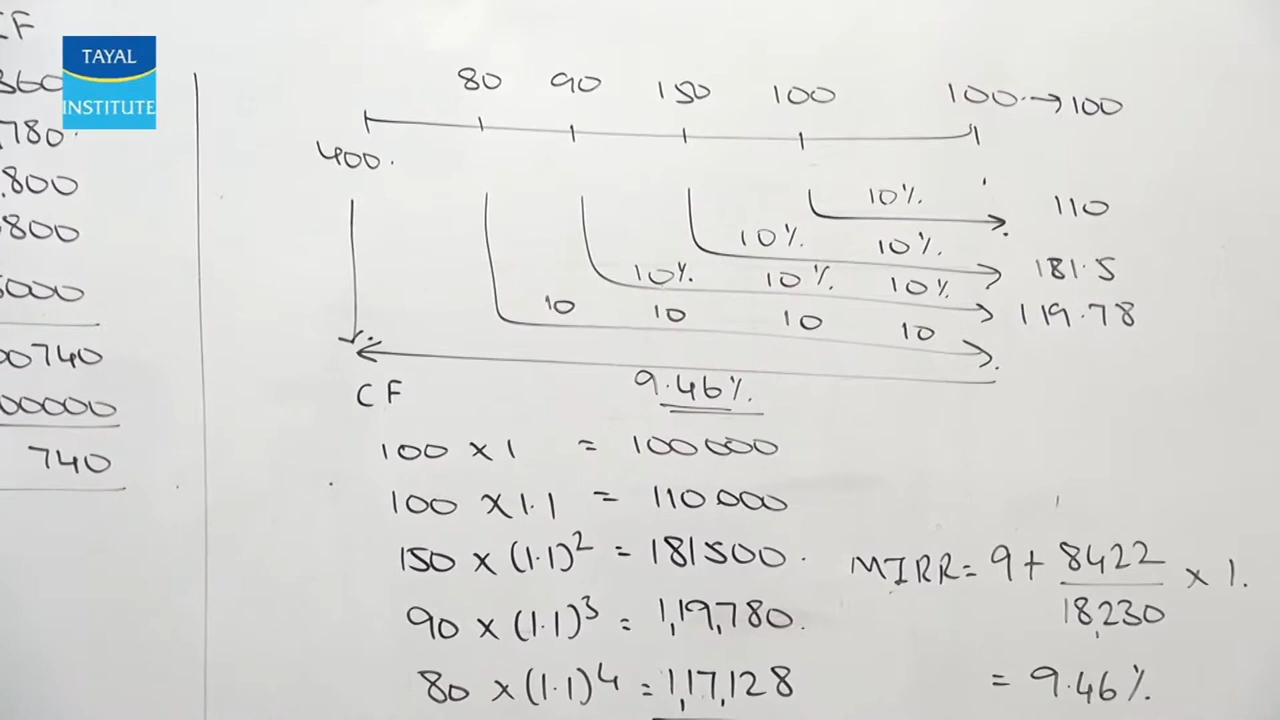 CF
TAYAL
INSTITUTE
360
780.
800
800
5000
00740
00000
740
80 90 150 100 100 → 100
400.
10% 110
10% 10% 181.5
10% 10% 10% 119.78
10 10 10 10
9.46%.
CF
100 × 1 = 100000
100 × 1.1 = 110000
150 × (1.1)2 = 181500.
90 × (1.1)3 = 1,19,780.
80 × (1.1)4 = 1,17,128
MIRR = 9 + 8422 × 1.
18,230
= 9.46%.